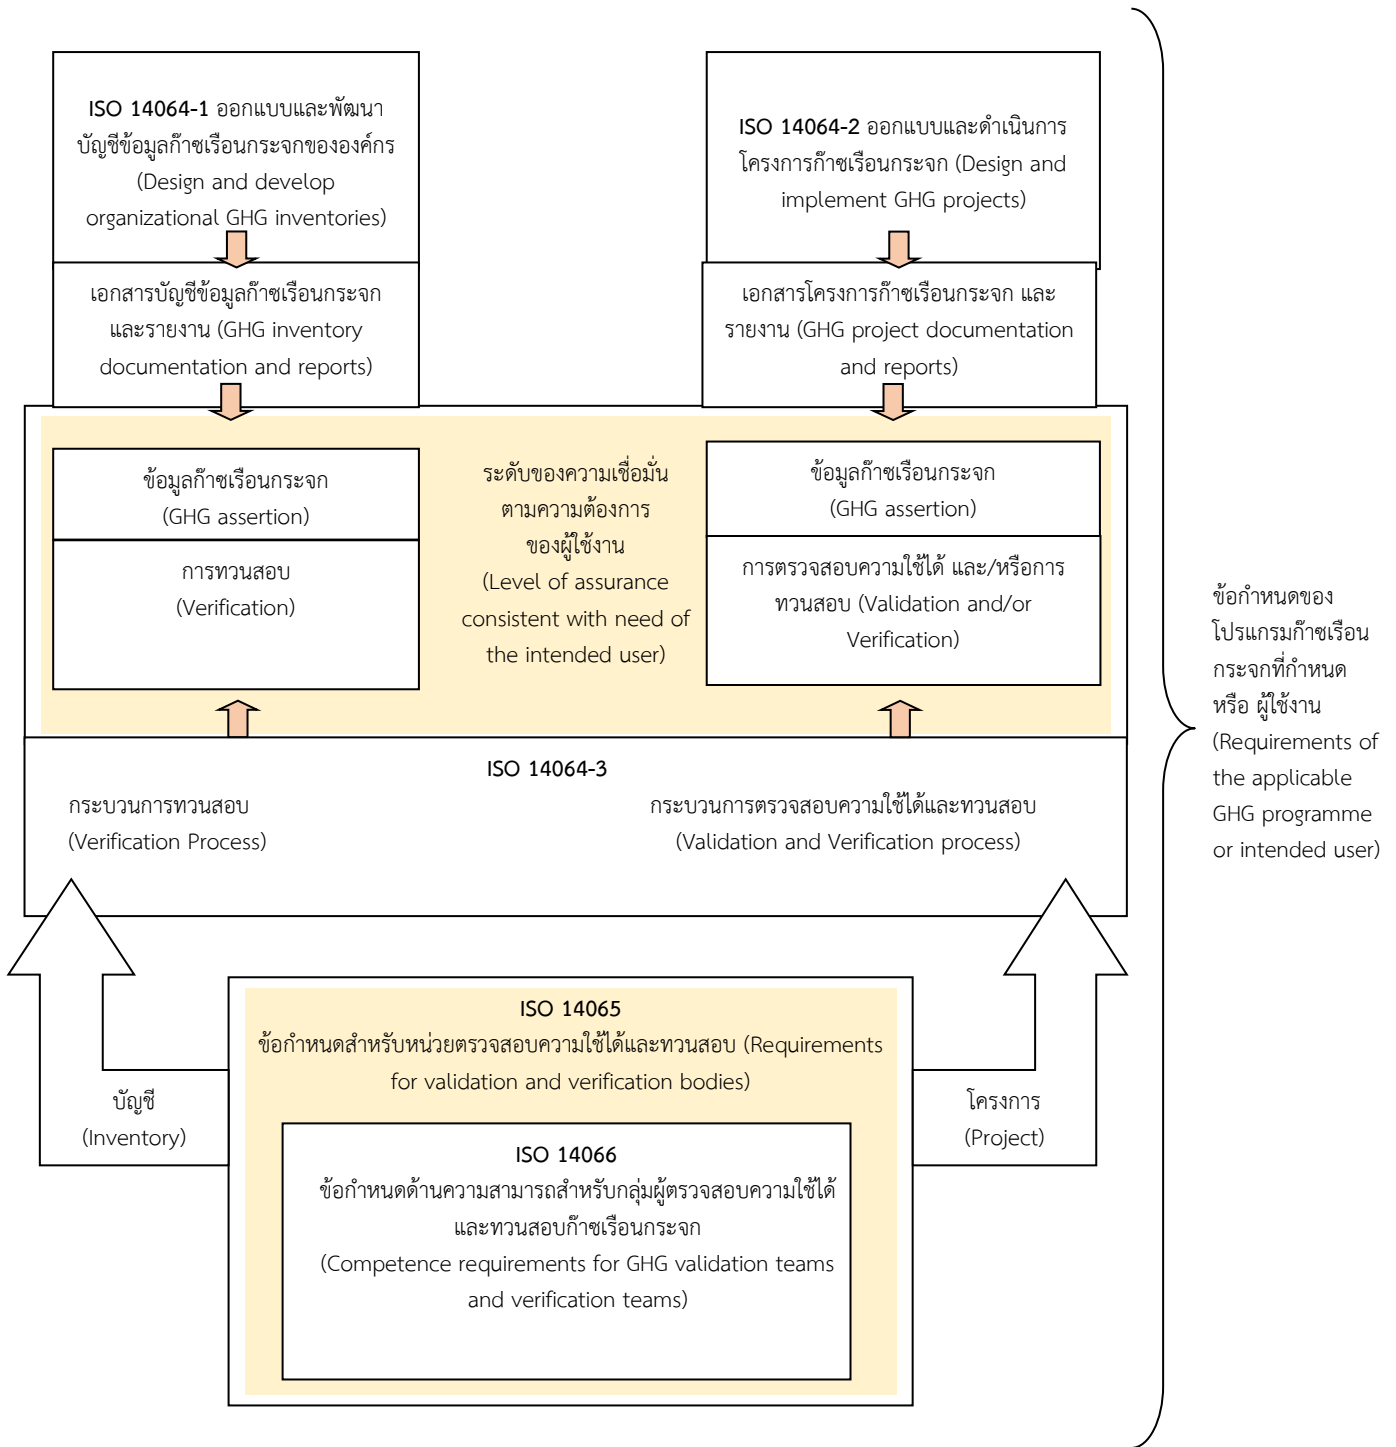 ISO 14064-1 ออกแบบและพัฒนา
บัญชีข้อมูลก๊าซเรือนกระจกขององค์กร
(Design and develop
organizational GHG inventories)
ISO 14064-2 ออกแบบและดำเนินการ
โครงการก๊าซเรือนกระจก (Design and
implement GHG projects)
เอกสารบัญชีข้อมูลก๊าซเรือนกระจก
และรายงาน (GHG inventory
documentation and reports)
เอกสารโครงการก๊าซเรือนกระจก และ
รายงาน (GHG project documentation
and reports)
ข้อมูลก๊าซเรือนกระจก
(GHG assertion)
การทวนสอบ
(Verification)
ระดับของความเชื่อมั่น
ตามความต้องการ
ของผู้ใช้งาน
(Level of assurance
consistent with need of
the intended user)
ข้อมูลก๊าซเรือนกระจก
(GHG assertion)
การตรวจสอบความใช้ได้ และ/หรือการ
ทวนสอบ (Validation and/or
Verification)
ข้อกำหนดของ
โปรแกรมก๊าซเรือน
กระจกที่กำหนด
หรือ ผู้ใช้งาน
(Requirements of
the applicable
GHG programme
or intended user)
ISO 14064-3
กระบวนการทวนสอบ
(Verification Process)
กระบวนการตรวจสอบความใช้ได้และทวนสอบ
(Validation and Verification process)
ISO 14065
ข้อกำหนดสำหรับหน่วยตรวจสอบความใช้ได้และทวนสอบ (Requirements
for validation and verification bodies)
บัญชี
(Inventory)
โครงการ
(Project)
ISO 14066
ข้อกำหนดด้านความสามารถสำหรับกลุ่มผู้ตรวจสอบความใช้ได้
และทวนสอบก๊าซเรือนกระจก
(Competence requirements for GHG validation teams
and verification teams)